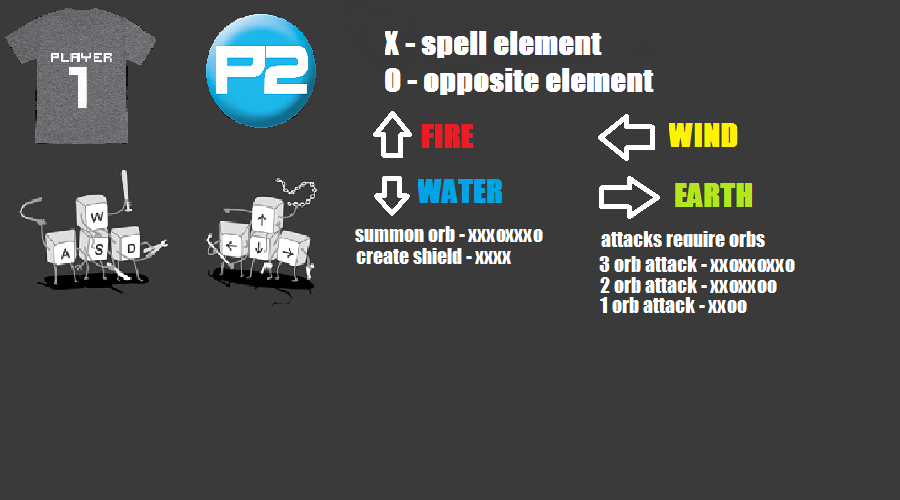 PLAYER
1
P2
X - spell element
O - opposite element
FIRE
WIND
WATER
EARTH
summon orb - xxxoxxxo
create shield - xxxx
attacks require orbs
3 orb attack - xxoxxoxxo
2 orb attack - xxoxxoo
1 orb attack - xxoo
W
A S D
↑
← ↓ →